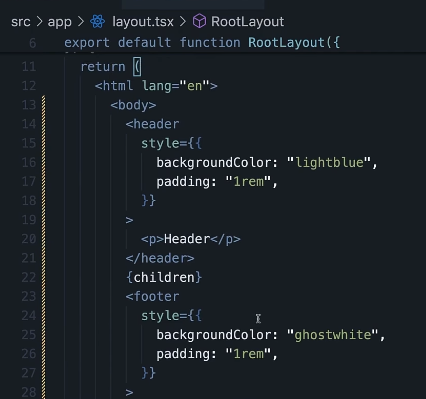 src > app > layout.tsx > RootLayout
6 export default function RootLayout({
11 return (
12 <html lang="en">
13 <body>
14 <header
15 style={{
16 backgroundColor: "lightblue",
17 padding: "1rem",
18 }}
19 >
20 <p>Header</p>
21 </header>
22 {children}
23 <footer
24 style={{
25 backgroundColor: "ghostwhite",
26 padding: "1rem",
27 }}
28 >